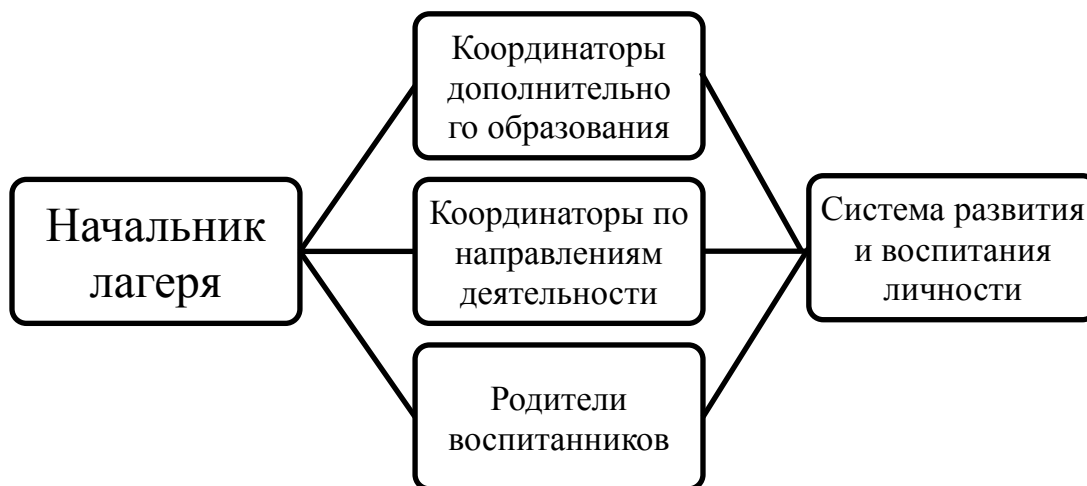 Координаторы
дополнительно
го образования
Начальник
лагеря
Координаторы по
направлениям
деятельности
Система развития
и воспитания
личности
Родители
воспитанников